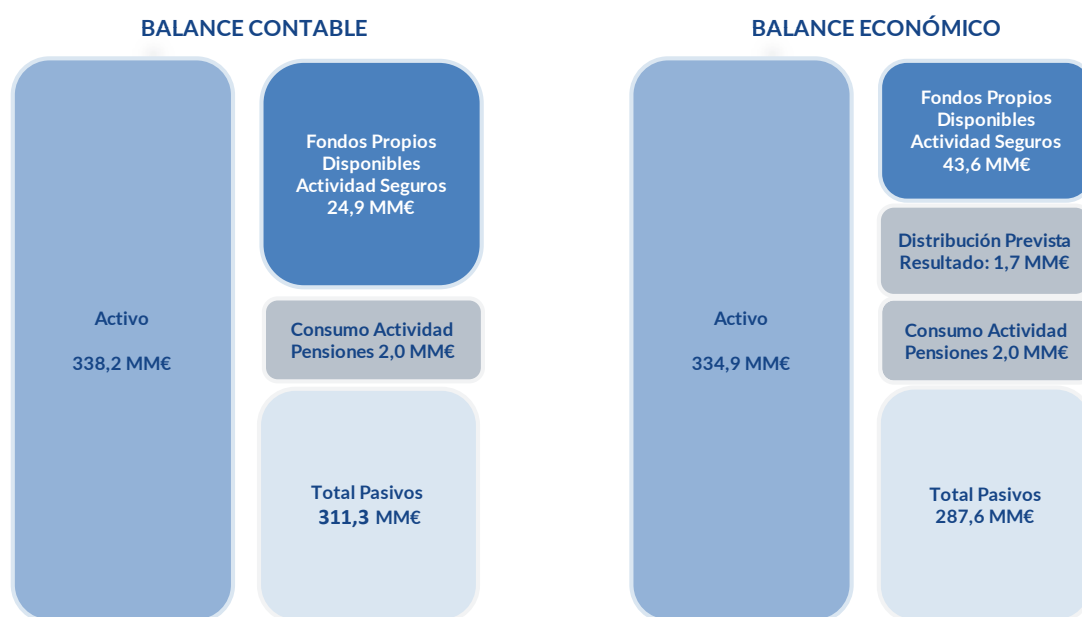 BALANCE CONTABLE
Activo
338,2 MM€
Fondos Propios
Disponibles
Actividad Seguros
24,9 MM€
Consumo Actividad
Pensiones 2,0 MM€
Total Pasivos
311,3 MM€
BALANCE ECONÓMICO
Activo
334,9 MM€
Fondos Propios
Disponibles
Actividad Seguros
43,6 MM€
Distribución Prevista
Resultado: 1,7 MM€
Consumo Actividad
Pensiones 2,0 MM€
Total Pasivos
287,6 MM€